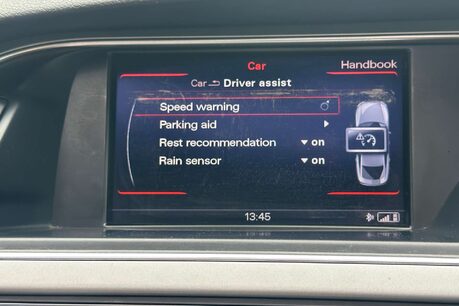 Car
Handbook
Car Driver assist
Speed warning
Parking aid
Rest recommendation on
Rain sensor on
13:45